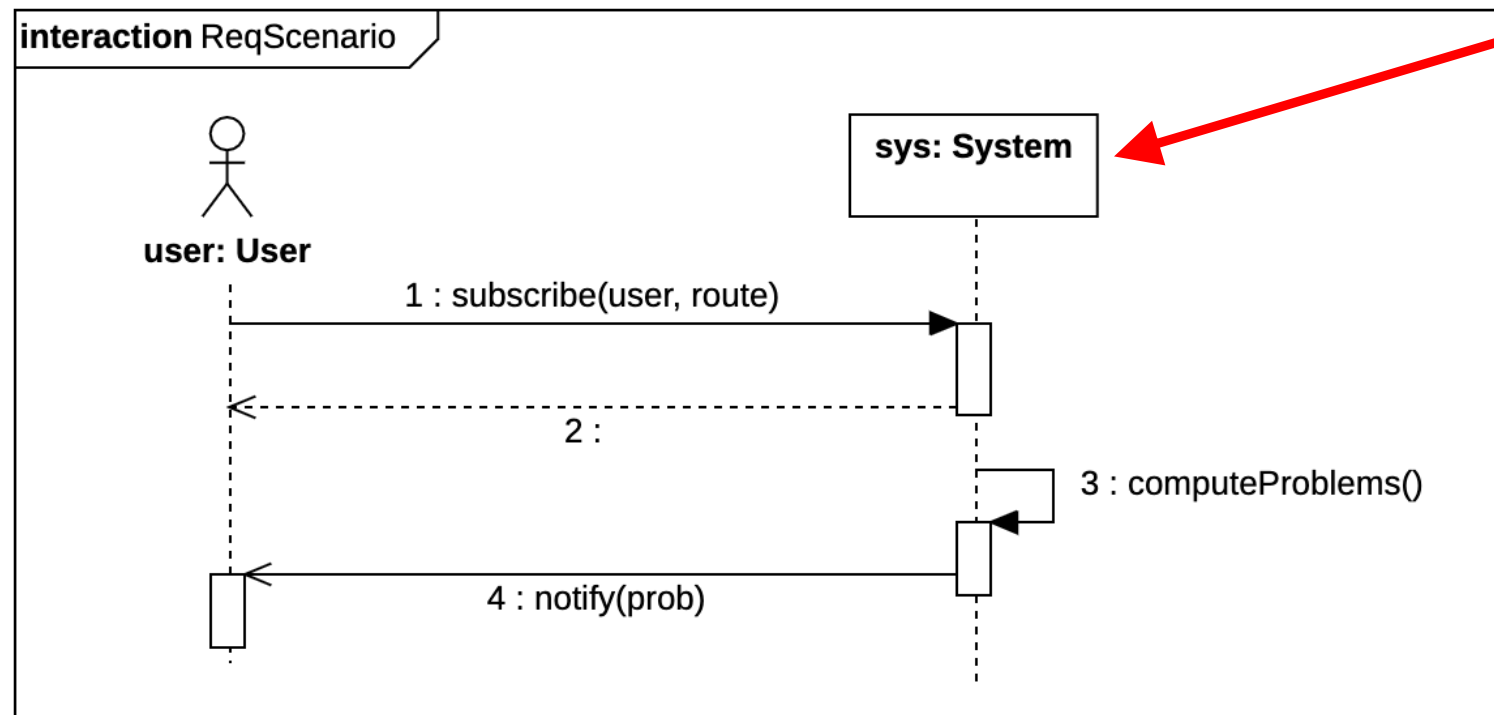 interaction ReqScenario
sys: System
user: User
1 : subscribe(user, route)
2 :
3 : computeProblems()
4 : notify(prob)